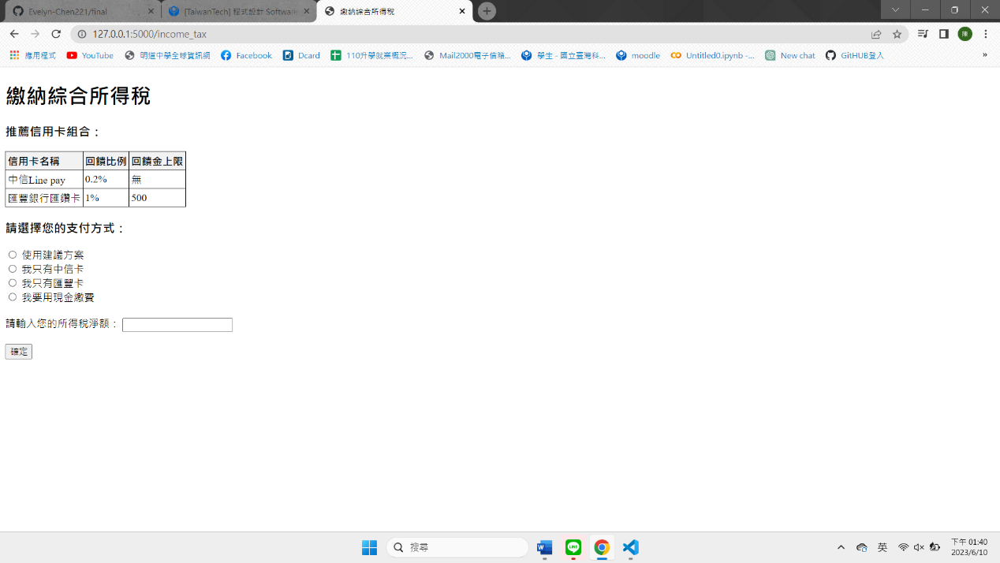 Evelyn-Chen221/final
[TaiwanTech] 程式設計 Software
繳納綜合所得稅
127.0.0.1:5000/income_tax
陳
應用程式
YouTube
明道中學全球資訊網
Facebook
Dcard
110升學就業概況...
Mail2000電子信箱...
學生 - 國立臺灣科...
moodle
Untitled0.ipynb -...
New chat
GitHUB登入
»
繳納綜合所得稅
推薦信用卡組合：
信用卡名稱 回饋比例 回饋金上限
中信Line pay 0.2% 無
匯豐銀行匯鑽卡 1% 500
請選擇您的支付方式：
使用建議方案
我只有中信卡
我只有匯豐卡
我要用現金繳費
請輸入您的所得稅淨額：
確定
搜尋
英
下午 01:40
2023/6/10